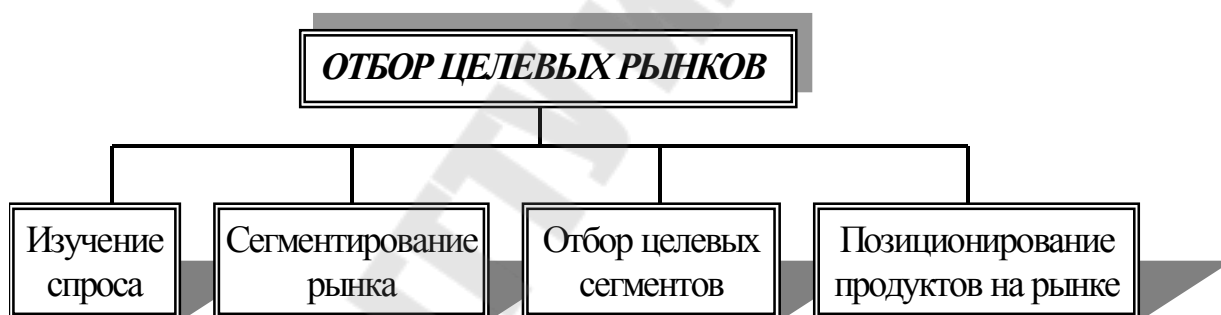 ОТБОР ЦЕЛЕВЫХ РЫНКОВ
Изучение
спроса
Сегментирование
рынка
Отбор целевых
сегментов
Позиционирование
продуктов на рынке